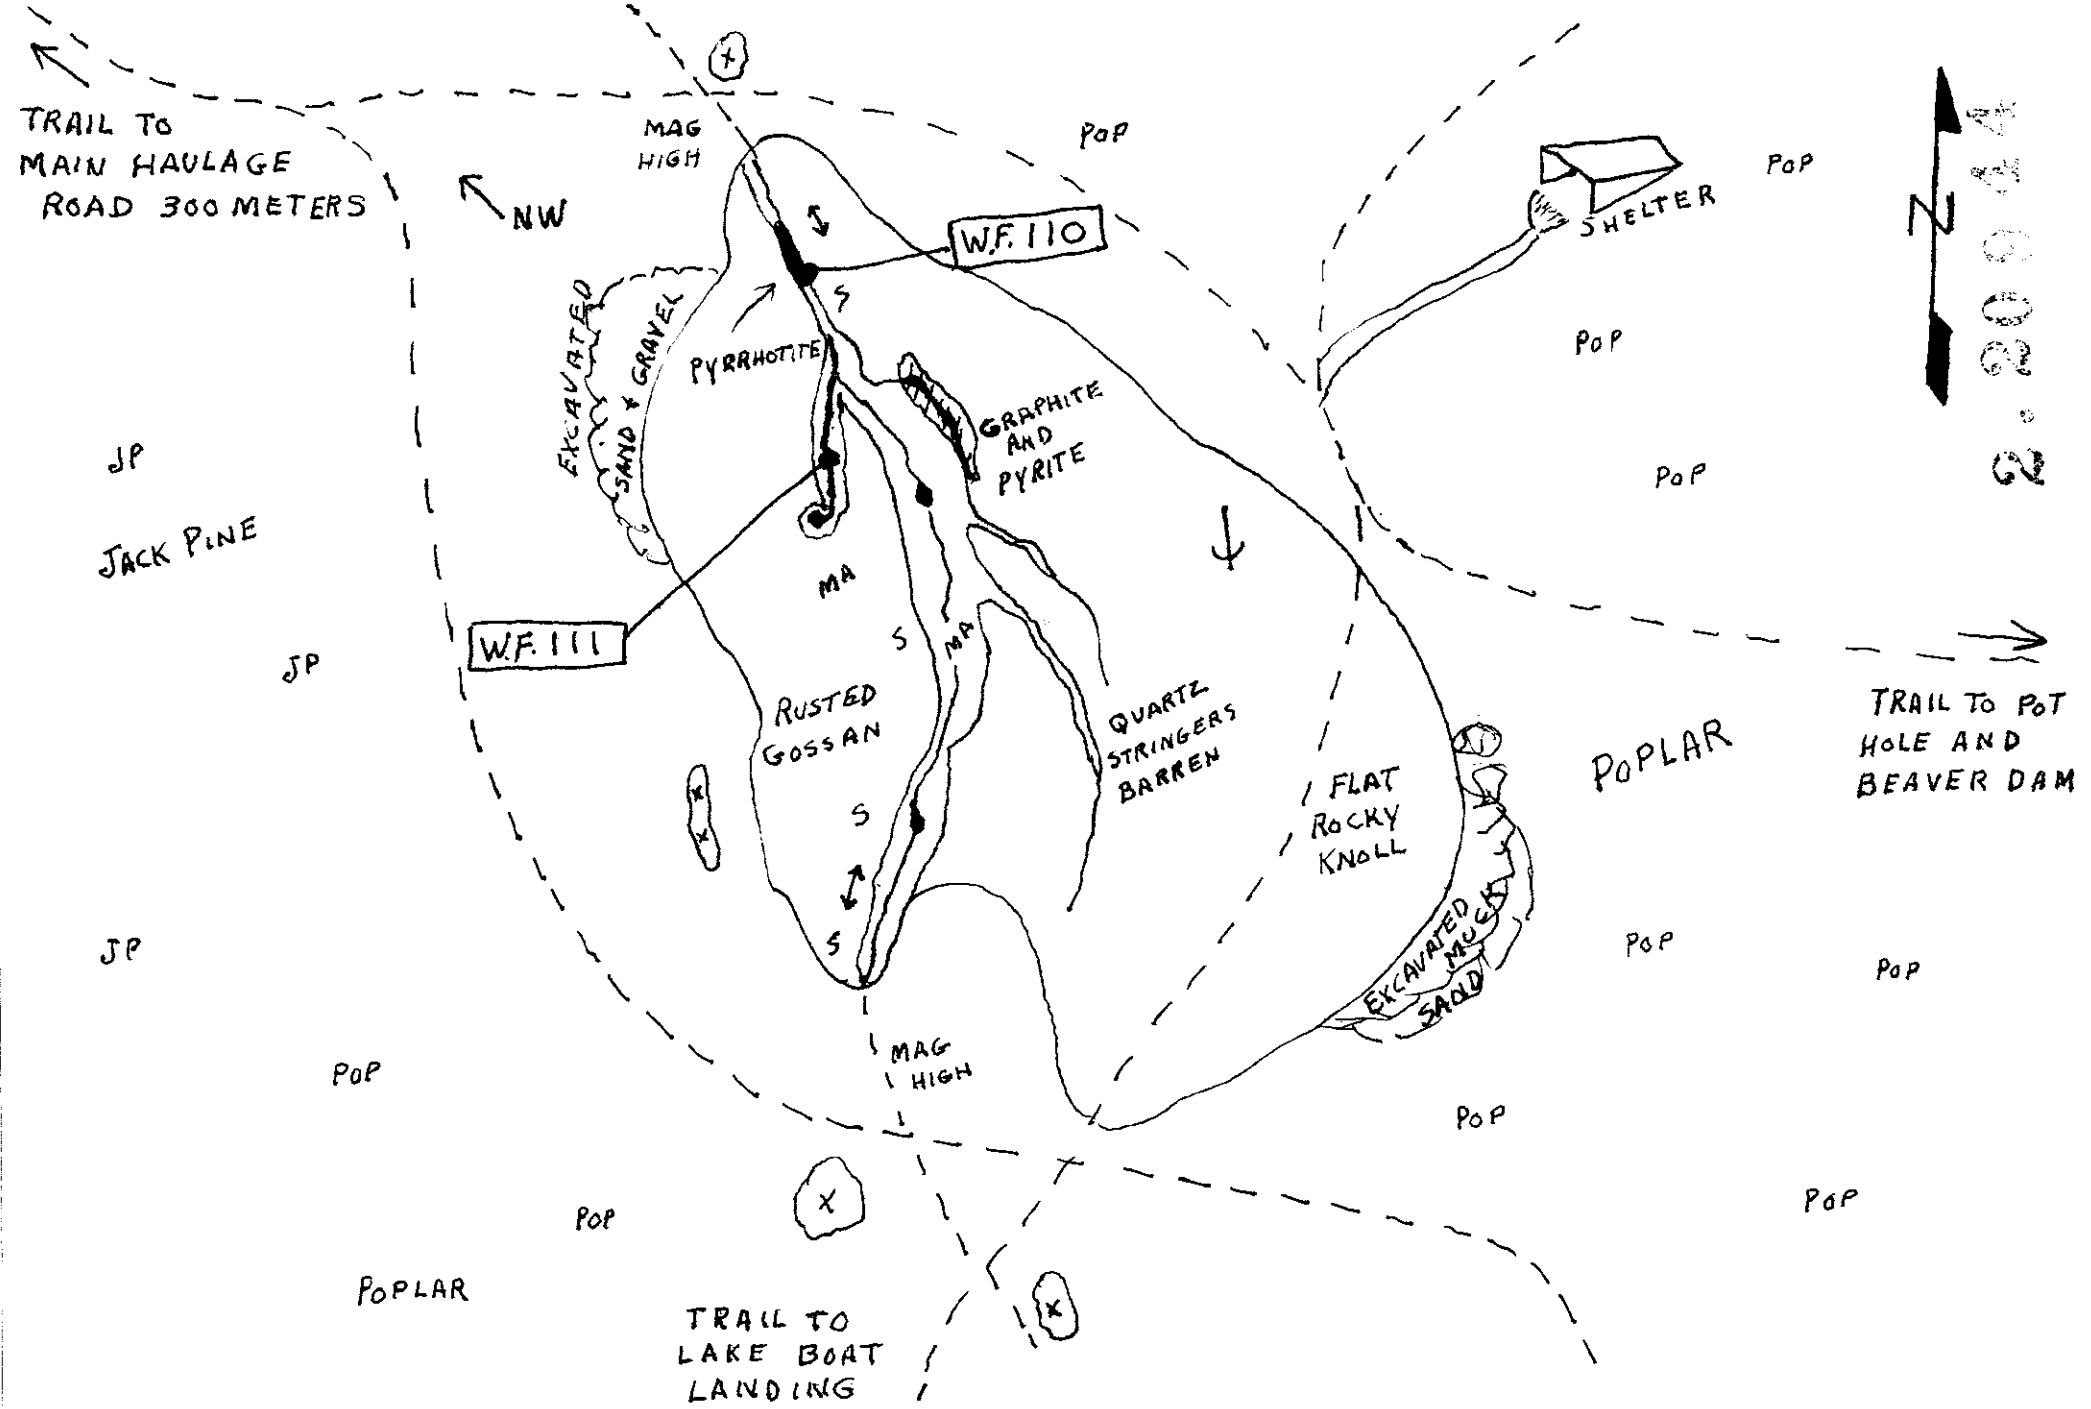 TRAIL TO
MAIN HAULAGE
ROAD 300 METERS
NW
MAG
HIGH
X
POP
W.F. 110
SHELTER
POP
N
2.20944
EXCAVATED
SAND & GRAVEL
PYRRHOTITE
S
GRAPHITE
AND
PYRITE
POP
POP
JP
JACK PINE
JP
W.F. 111
MA
S
MA
RUSTED
GOSSAN
QUARTZ
STRINGERS
BARREN
FLAT
ROCKY
KNOLL
POPLAR
TRAIL TO POT
HOLE AND
BEAVER DAM
X
X
S
S
EXCAVATED
MUCK
SAND
JP
POP
POP
POP
MAG
HIGH
POP
POP
POP
X
POPLAR
X
TRAIL TO
LAKE BOAT
LANDING